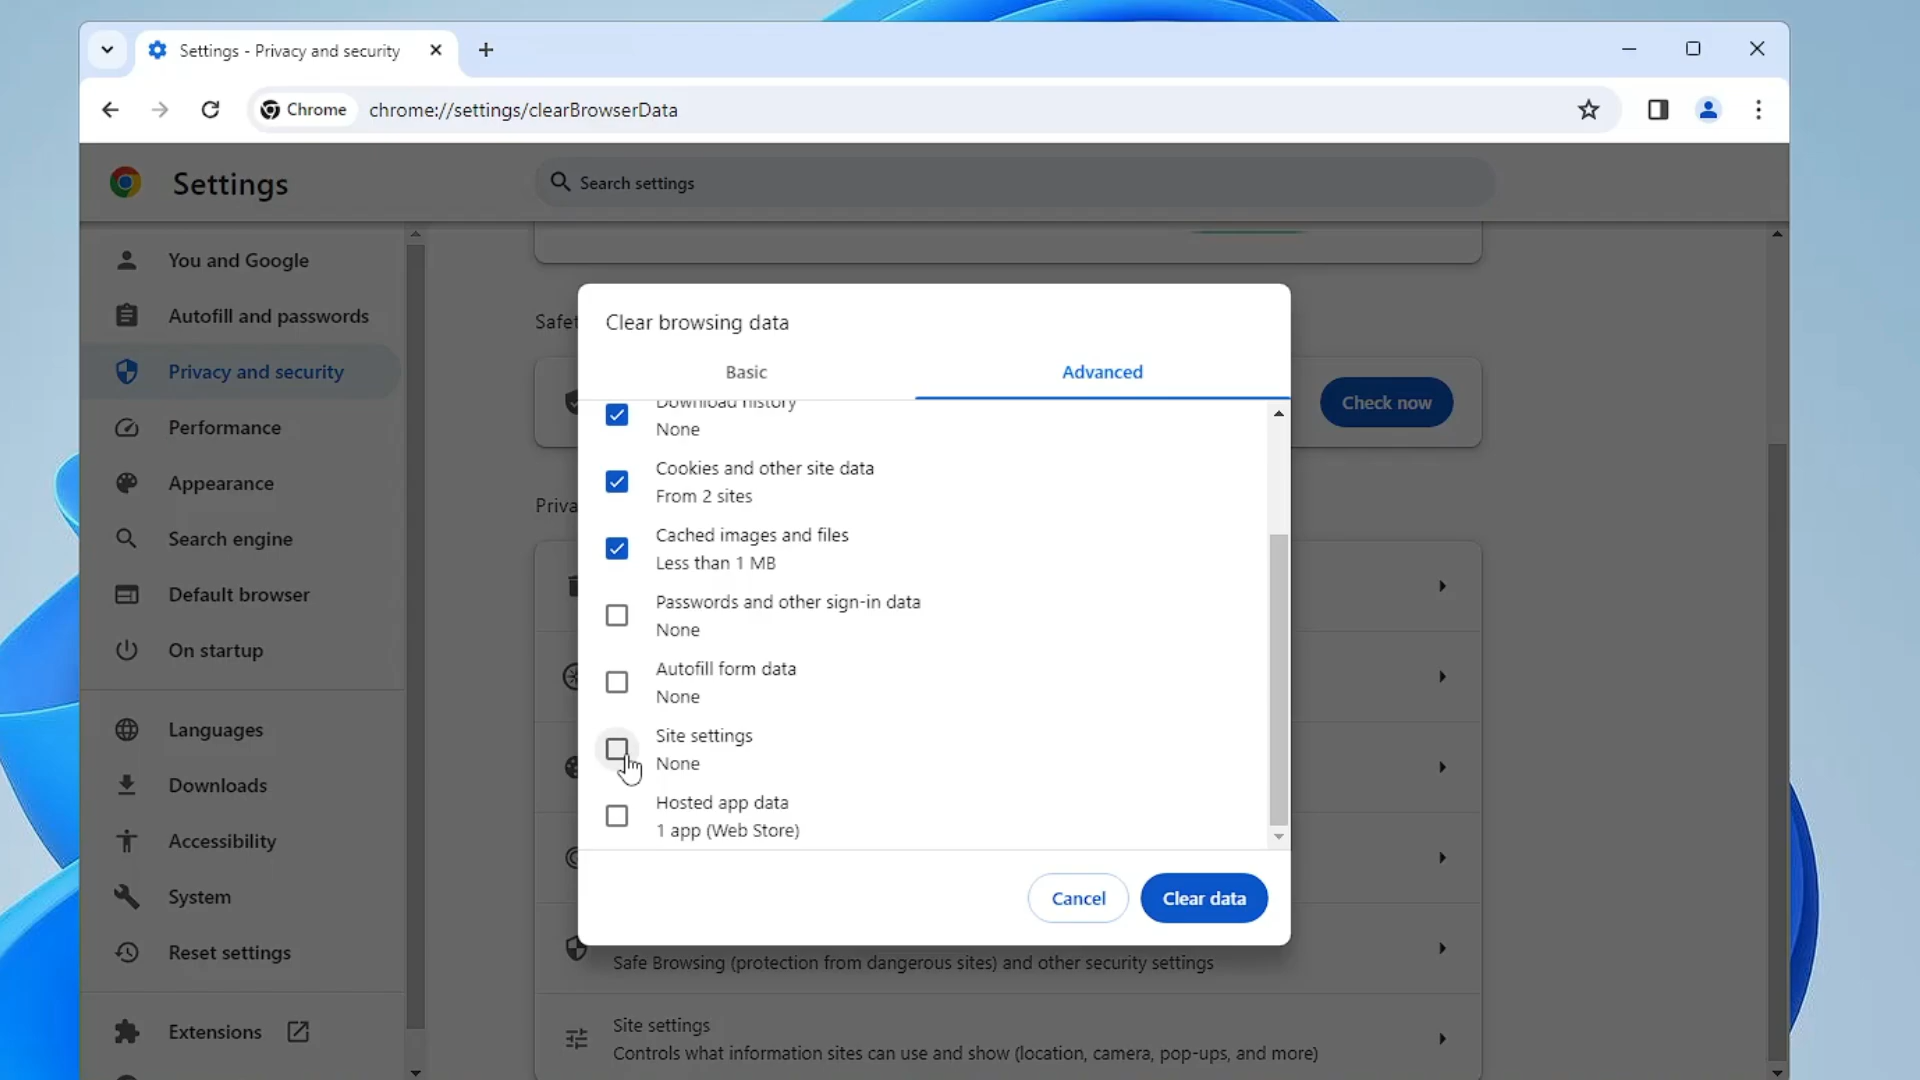 Settings - Privacy and security
Chrome
chrome://settings/clearBrowserData
Settings
Search settings
You and Google
Autofill and passwords
Privacy and security
Performance
Appearance
Search engine
Default browser
On startup
Languages
Downloads
Accessibility
System
Reset settings
Extensions
Check now
Clear browsing data
Basic
Advanced
Download history
None
Cookies and other site data
From 2 sites
Cached images and files
Less than 1 MB
Passwords and other sign-in data
None
Autofill form data
None
Site settings
None
Hosted app data
1 app (Web Store)
Cancel
Clear data
Safe Browsing (protection from dangerous sites) and other security settings
Site settings
Controls what information sites can use and show (location, camera, pop-ups, and more)